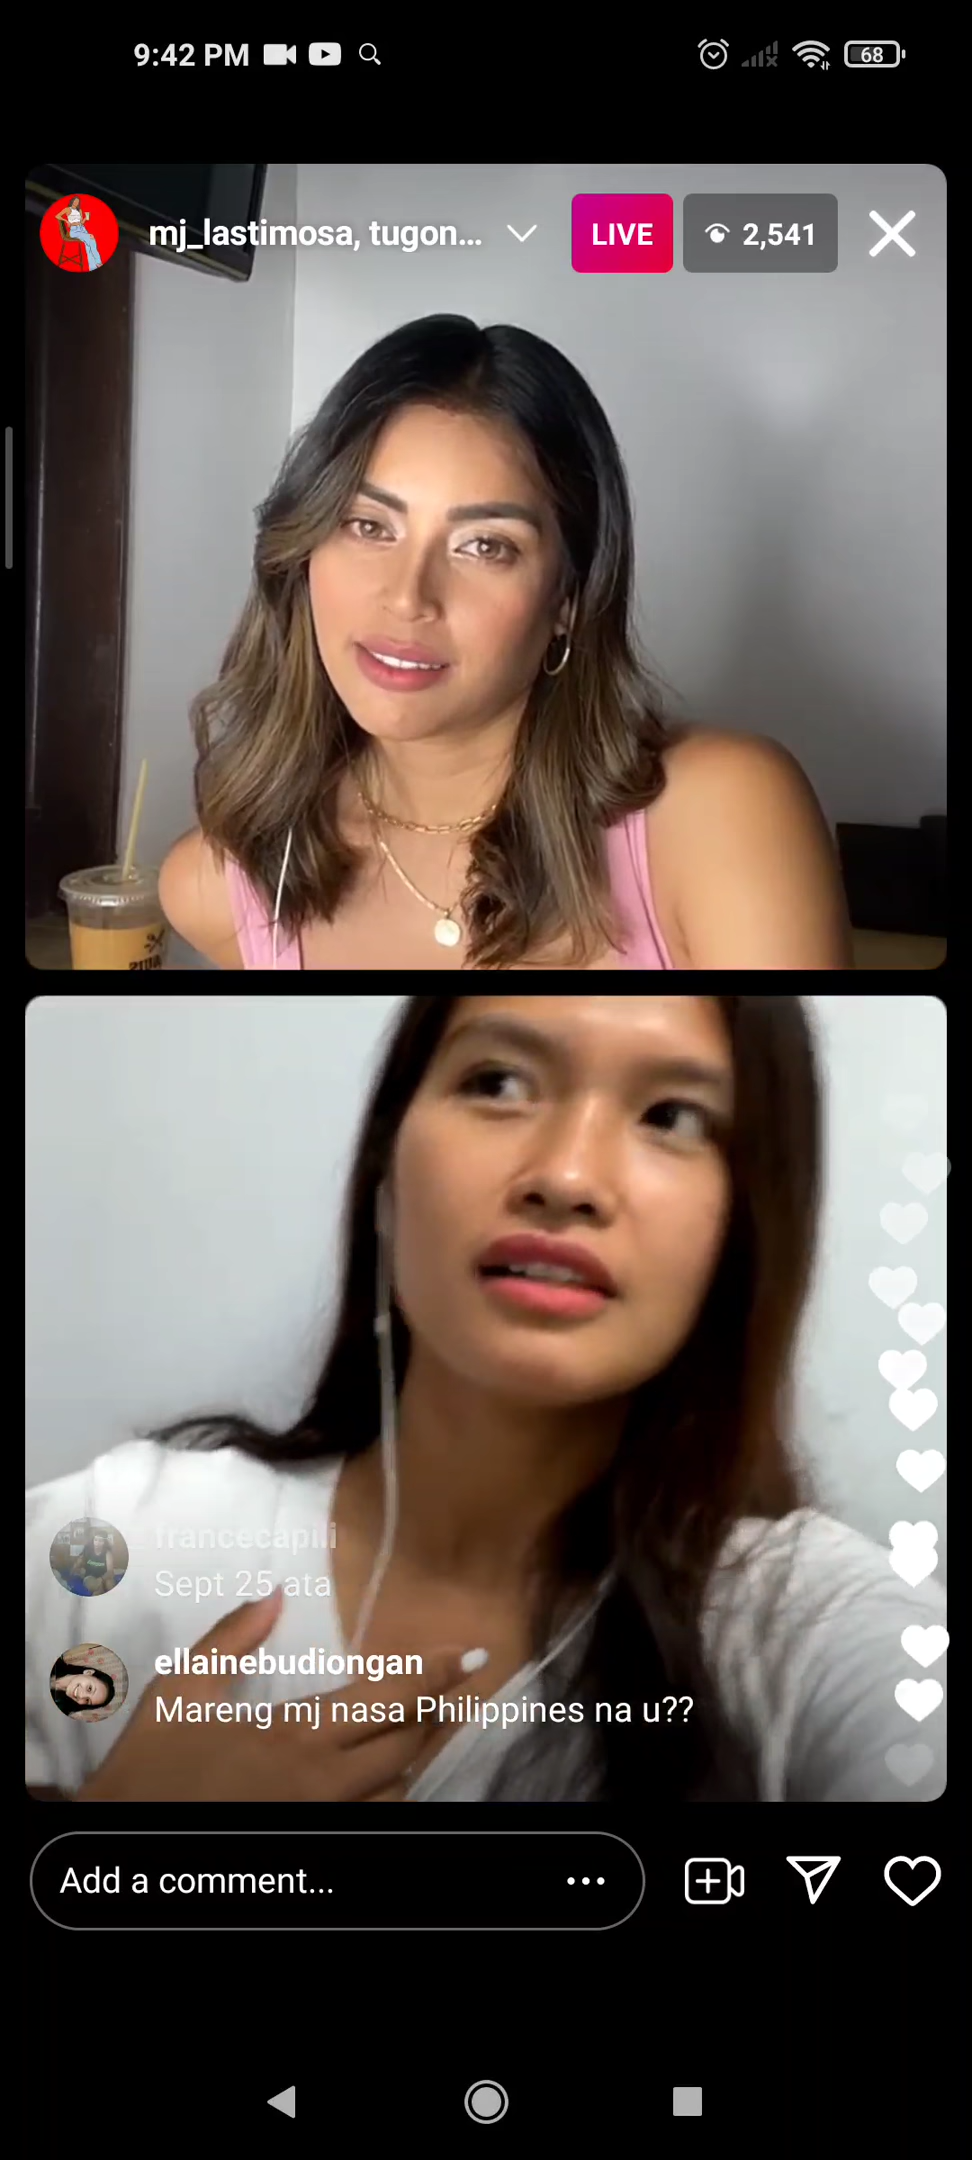 9:42 PM
68
mj_lastimosa, tugon...
LIVE
2,541
francecapili
Sept 25 ata
ellainebudiongan
Mareng mj nasa Philippines na u??
Add a comment...